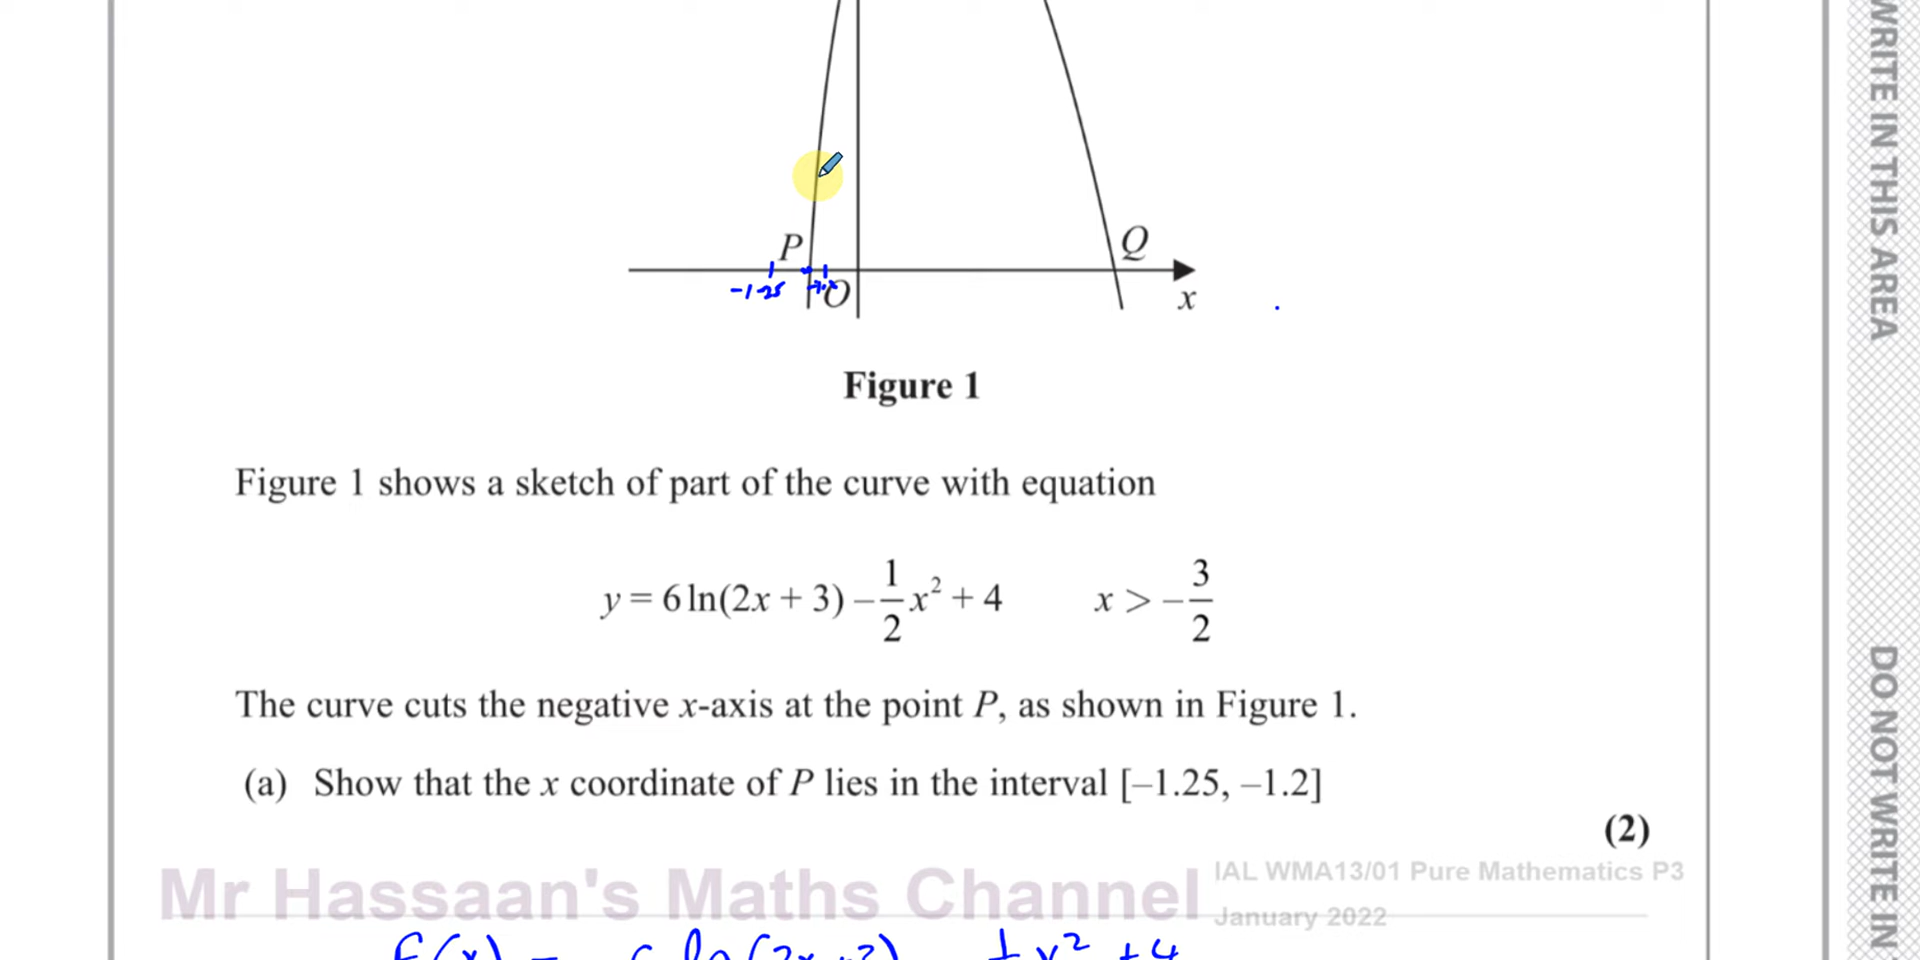 WRITE IN THIS AREA
P
Q
-1.25
O
x
Figure 1
Figure 1 shows a sketch of part of the curve with equation
y = 6 ln(2x + 3) – 1/2 x² + 4    x > – 3/2
The curve cuts the negative x-axis at the point P, as shown in Figure 1.
(a) Show that the x coordinate of P lies in the interval [–1.25, –1.2]
(2)
DO NOT WRITE IN
Mr Hassaan's Maths Channel
IAL WMA13/01 Pure Mathematics P3
January 2022